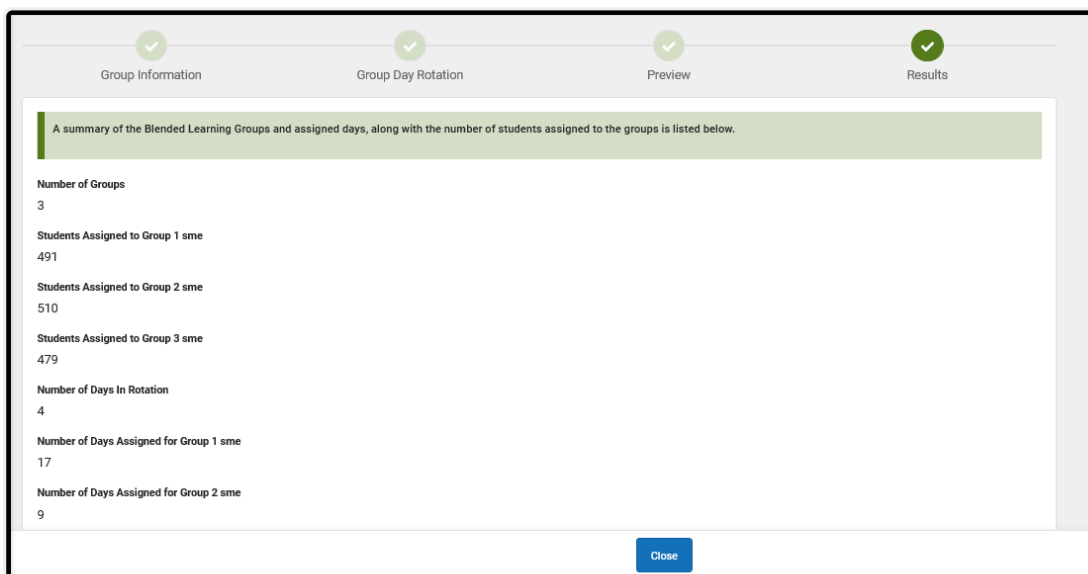 Group Information Group Day Rotation Preview Results
A summary of the Blended Learning Groups and assigned days, along with the number of students assigned to the groups is listed below.
Number of Groups
3
Students Assigned to Group 1 sme
491
Students Assigned to Group 2 sme
510
Students Assigned to Group 3 sme
479
Number of Days In Rotation
4
Number of Days Assigned for Group 1 sme
17
Number of Days Assigned for Group 2 sme
9
Close